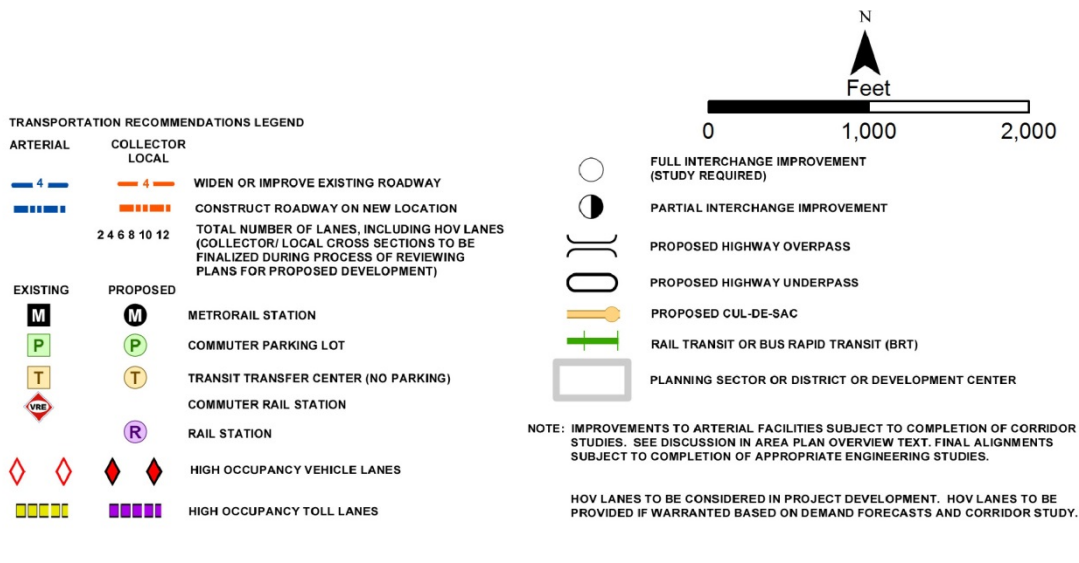 N
Feet
0 1,000 2,000
TRANSPORTATION RECOMMENDATIONS LEGEND
ARTERIAL COLLECTOR
LOCAL
4 4 WIDEN OR IMPROVE EXISTING ROADWAY
CONSTRUCT ROADWAY ON NEW LOCATION
2 4 6 8 10 12 TOTAL NUMBER OF LANES, INCLUDING HOV LANES
(COLLECTOR/ LOCAL CROSS SECTIONS TO BE
FINALIZED DURING PROCESS OF REVIEWING
PLANS FOR PROPOSED DEVELOPMENT)
EXISTING PROPOSED
M M METRORAIL STATION
P P COMMUTER PARKING LOT
T T TRANSIT TRANSFER CENTER (NO PARKING)
VRE COMMUTER RAIL STATION
R RAIL STATION
HIGH OCCUPANCY VEHICLE LANES
HIGH OCCUPANCY TOLL LANES
FULL INTERCHANGE IMPROVEMENT
(STUDY REQUIRED)
PARTIAL INTERCHANGE IMPROVEMENT
PROPOSED HIGHWAY OVERPASS
PROPOSED HIGHWAY UNDERPASS
PROPOSED CUL-DE-SAC
RAIL TRANSIT OR BUS RAPID TRANSIT (BRT)
PLANNING SECTOR OR DISTRICT OR DEVELOPMENT CENTER
NOTE: IMPROVEMENTS TO ARTERIAL FACILITIES SUBJECT TO COMPLETION OF CORRIDOR
STUDIES. SEE DISCUSSION IN AREA PLAN OVERVIEW TEXT. FINAL ALIGNMENTS
SUBJECT TO COMPLETION OF APPROPRIATE ENGINEERING STUDIES.
HOV LANES TO BE CONSIDERED IN PROJECT DEVELOPMENT. HOV LANES TO BE
PROVIDED IF WARRANTED BASED ON DEMAND FORECASTS AND CORRIDOR STUDY.